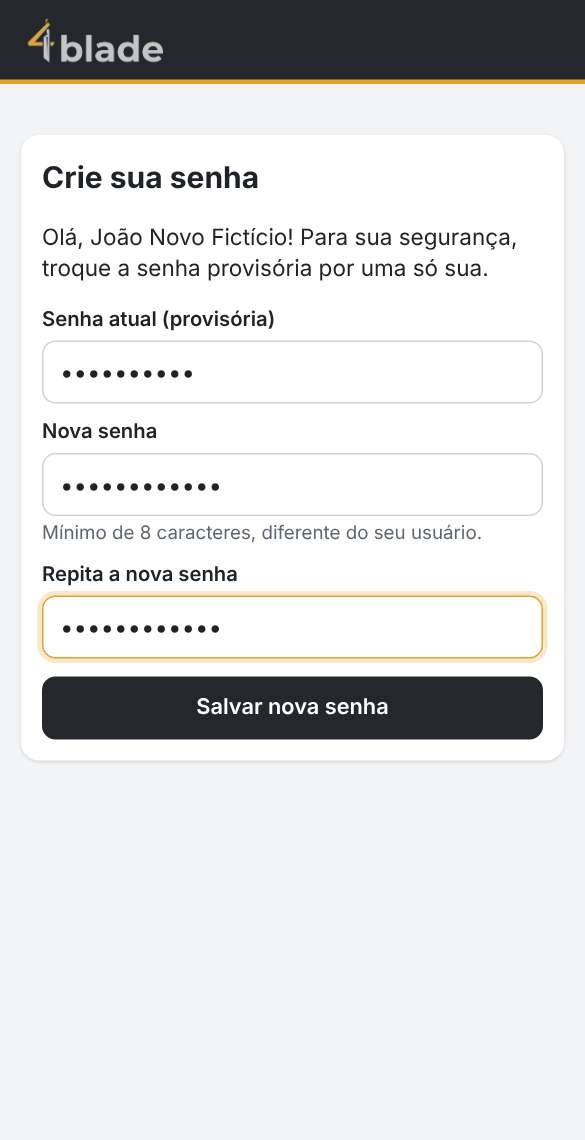 4blade
Crie sua senha
Olá, João Novo Fictício! Para sua segurança,
troque a senha provisória por uma só sua.
Senha atual (provisória)
••••••••••
Nova senha
••••••••••••
Mínimo de 8 caracteres, diferente do seu usuário.
Repita a nova senha
••••••••••••
Salvar nova senha